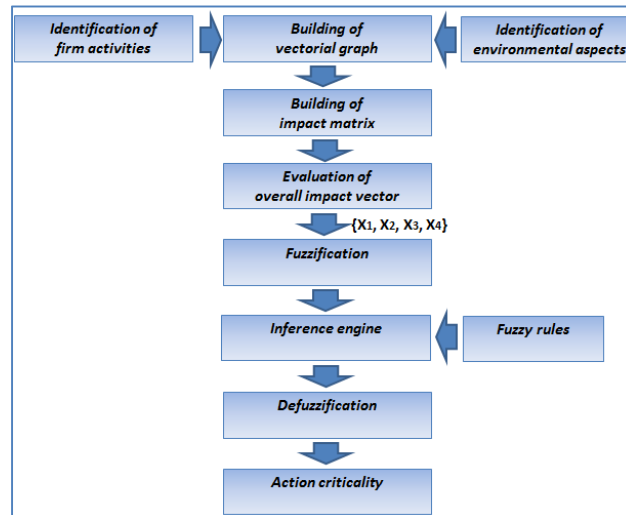 Identification of
firm activities
Building of
vectorial graph
Identification of
environmental aspects
Building of
impact matrix
Evaluation of
overall impact vector
{X1, X2, X3, X4}
Fuzzification
Inference engine
Fuzzy rules
Defuzzification
Action criticality